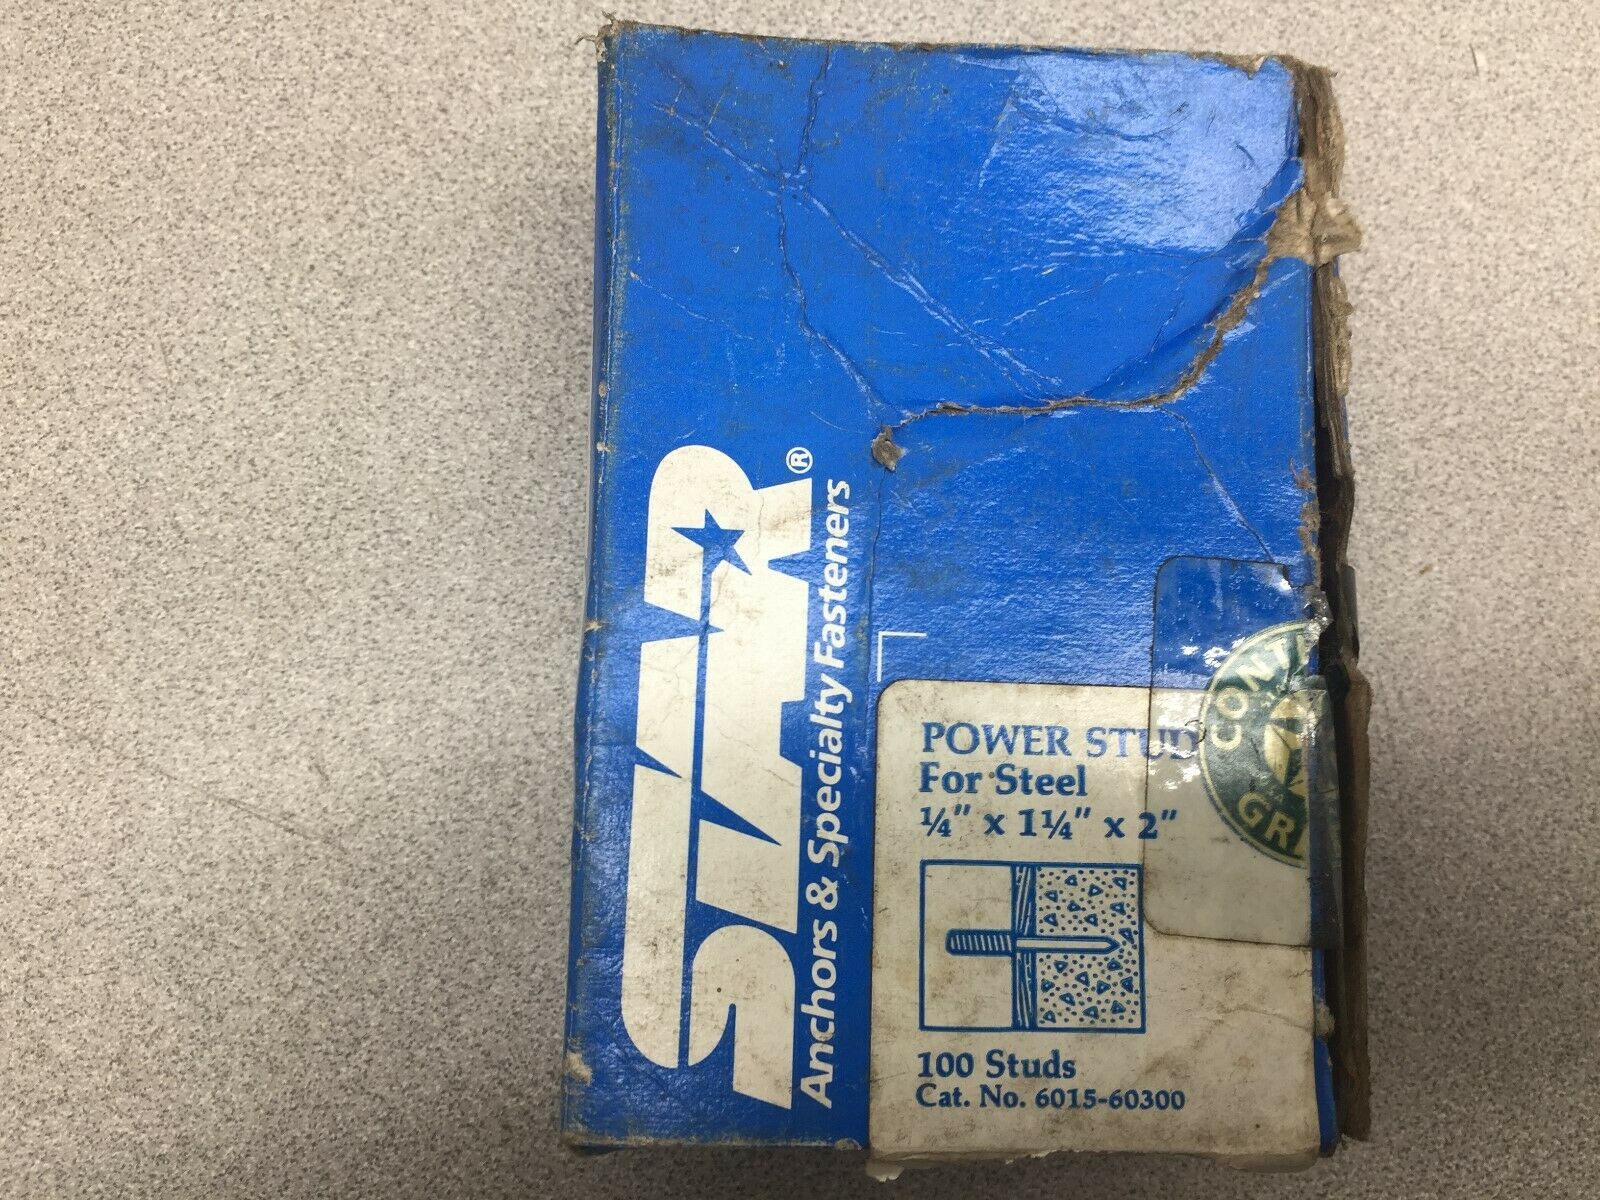 STAR®
Anchors & Specialty Fasteners
POWER STUD
For Steel
¼" x 1¼" x 2"
100 Studs
Cat. No. 6015-60300